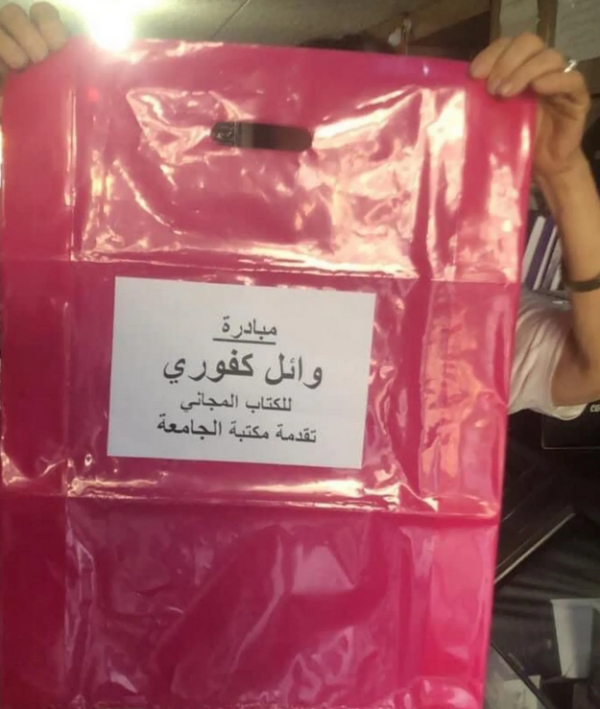 مبادرة
وائل كفوري
للكتاب المجاني
تقدمة مكتبة الجامعة